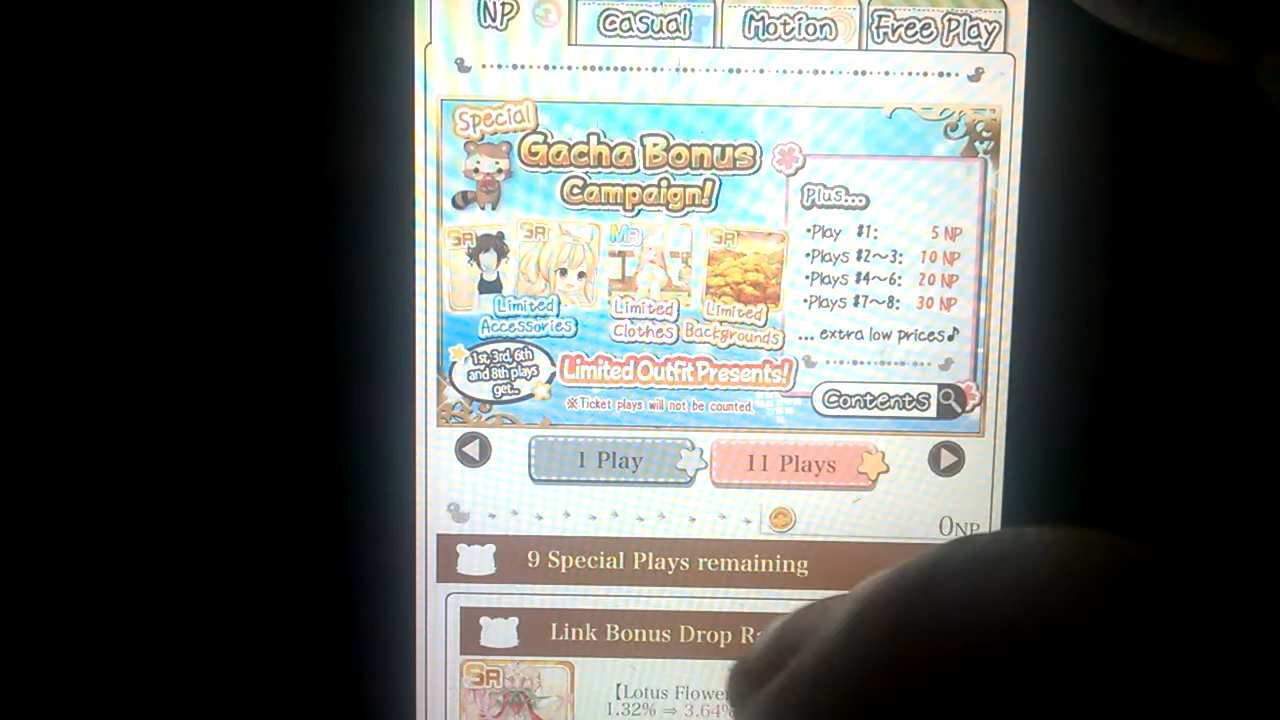 NP
Casual
Motion
Free Play
Special
Gacha Bonus
Campaign!
SR
SR
MR
SR
Limited
Accessories
Limited
Clothes
Limited
Backgrounds
Plus...
•Play #1: 5 NP
•Plays #2~3: 10 NP
•Plays #4~6: 20 NP
•Plays #7~8: 30 NP
... extra low prices♪
1st, 3rd, 6th
and 8th plays
get...
Limited Outfit Presents!
※Ticket plays will not be counted.
Contents
1 Play
11 Plays
0NP
9 Special Plays remaining
Link Bonus Drop
SR
【Lotus Flower
1.32% ⇒ 3.64%